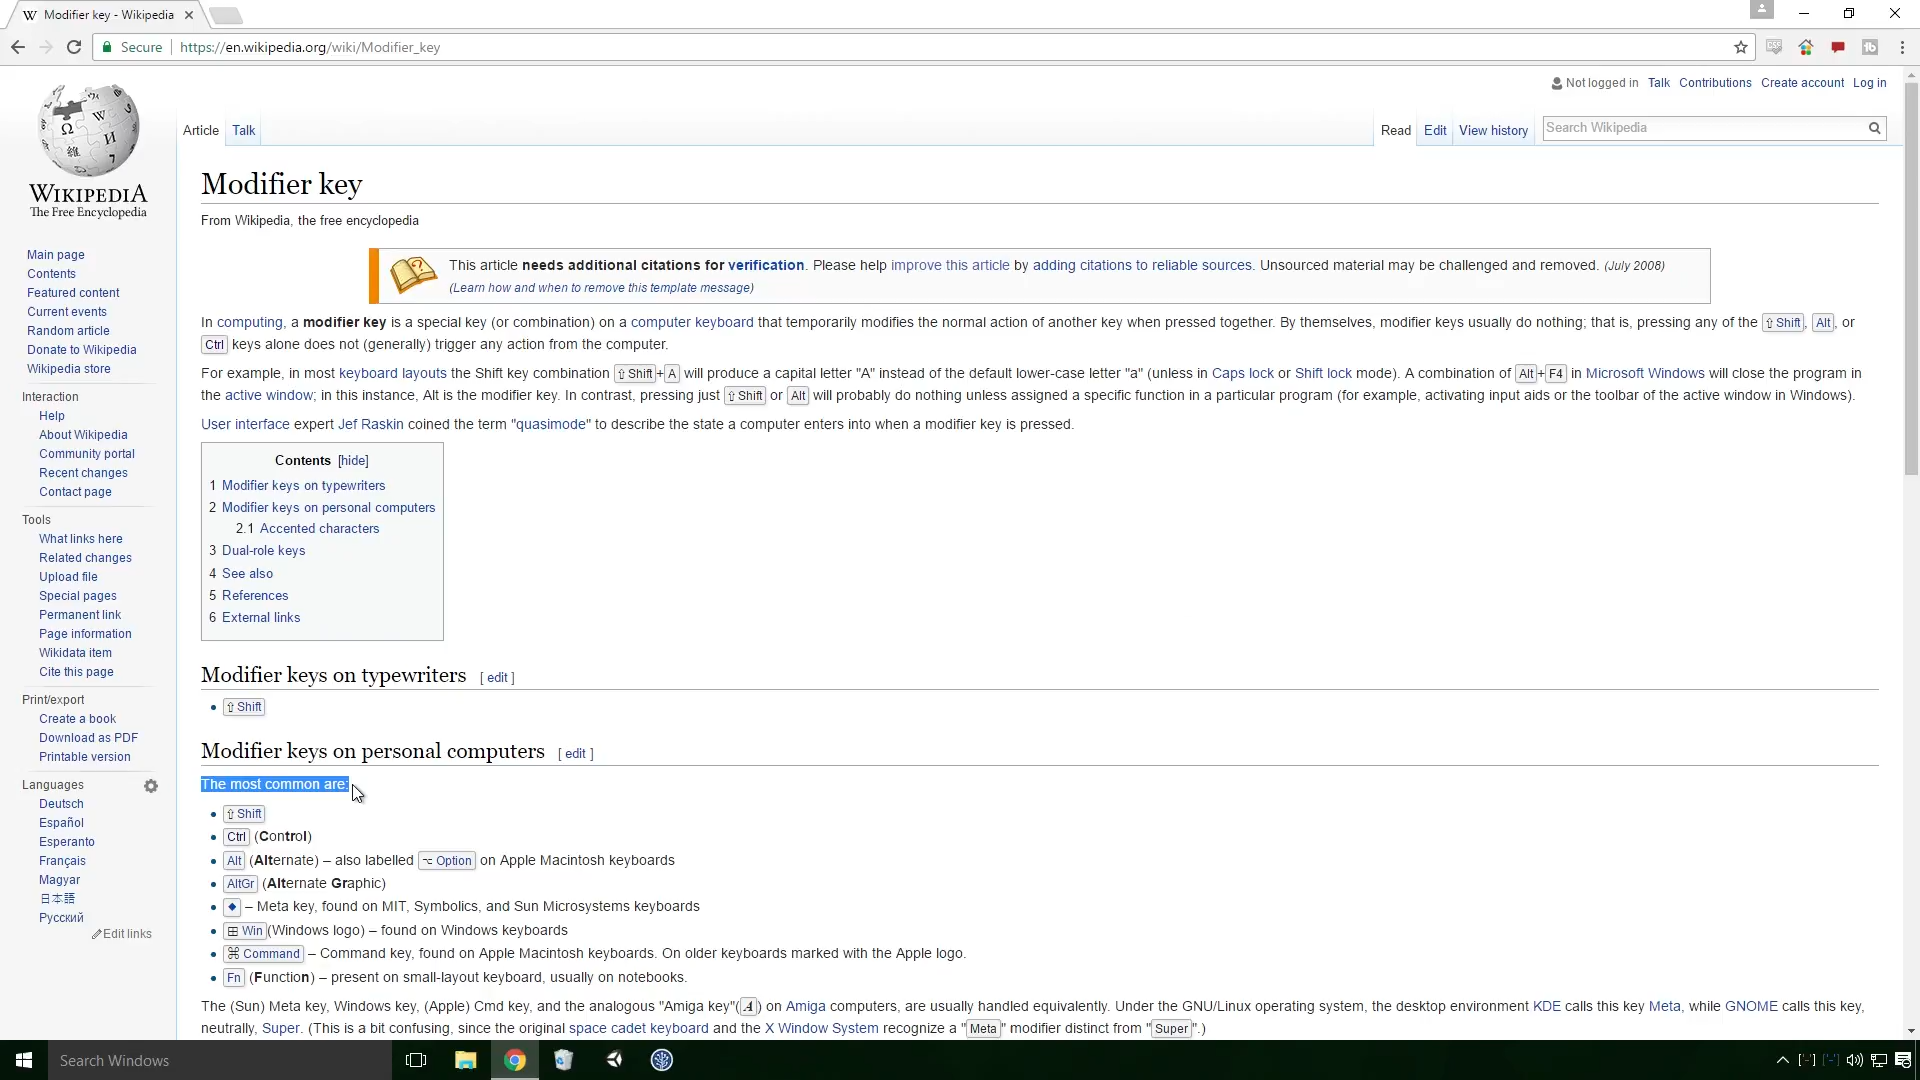 Modifier key - Wikipedia
Secure
https://en.wikipedia.org/wiki/Modifier_key
Not logged in Talk Contributions Create account Log in
WIKIPEDIA
The Free Encyclopedia
Main page
Contents
Featured content
Current events
Random article
Donate to Wikipedia
Wikipedia store
Interaction
Help
About Wikipedia
Community portal
Recent changes
Contact page
Tools
What links here
Related changes
Upload file
Special pages
Permanent link
Page information
Wikidata item
Cite this page
Print/export
Create a book
Download as PDF
Printable version
Languages
Deutsch
Español
Esperanto
Français
Magyar
日本語
Русский
Edit links
Article Talk
Read Edit View history
Search Wikipedia
Modifier key
From Wikipedia, the free encyclopedia
This article needs additional citations for verification. Please help improve this article by adding citations to reliable sources. Unsourced material may be challenged and removed. (July 2008)
(Learn how and when to remove this template message)
In computing, a modifier key is a special key (or combination) on a computer keyboard that temporarily modifies the normal action of another key when pressed together. By themselves, modifier keys usually do nothing; that is, pressing any of the ⇧ Shift, Alt, or
Ctrl keys alone does not (generally) trigger any action from the computer.
For example, in most keyboard layouts the Shift key combination ⇧ Shift+A will produce a capital letter "A" instead of the default lower-case letter "a" (unless in Caps lock or Shift lock mode). A combination of Alt+F4 in Microsoft Windows will close the program in
the active window; in this instance, Alt is the modifier key. In contrast, pressing just ⇧ Shift or Alt will probably do nothing unless assigned a specific function in a particular program (for example, activating input aids or the toolbar of the active window in Windows).
User interface expert Jef Raskin coined the term "quasimode" to describe the state a computer enters into when a modifier key is pressed.
Contents [hide]
1 Modifier keys on typewriters
2 Modifier keys on personal computers
2.1 Accented characters
3 Dual-role keys
4 See also
5 References
6 External links
Modifier keys on typewriters [ edit ]
⇧ Shift
Modifier keys on personal computers [ edit ]
The most common are:
⇧ Shift
Ctrl (Control)
Alt (Alternate) – also labelled ⌥ Option on Apple Macintosh keyboards
AltGr (Alternate Graphic)
◆ – Meta key, found on MIT, Symbolics, and Sun Microsystems keyboards
⊞ Win (Windows logo) – found on Windows keyboards
⌘ Command – Command key, found on Apple Macintosh keyboards. On older keyboards marked with the Apple logo.
Fn (Function) – present on small-layout keyboard, usually on notebooks.
The (Sun) Meta key, Windows key, (Apple) Cmd key, and the analogous "Amiga key"(A) on Amiga computers, are usually handled equivalently. Under the GNU/Linux operating system, the desktop environment KDE calls this key Meta, while GNOME calls this key,
neutrally, Super. (This is a bit confusing, since the original space cadet keyboard and the X Window System recognize a "Meta" modifier distinct from "Super".)
Search Windows